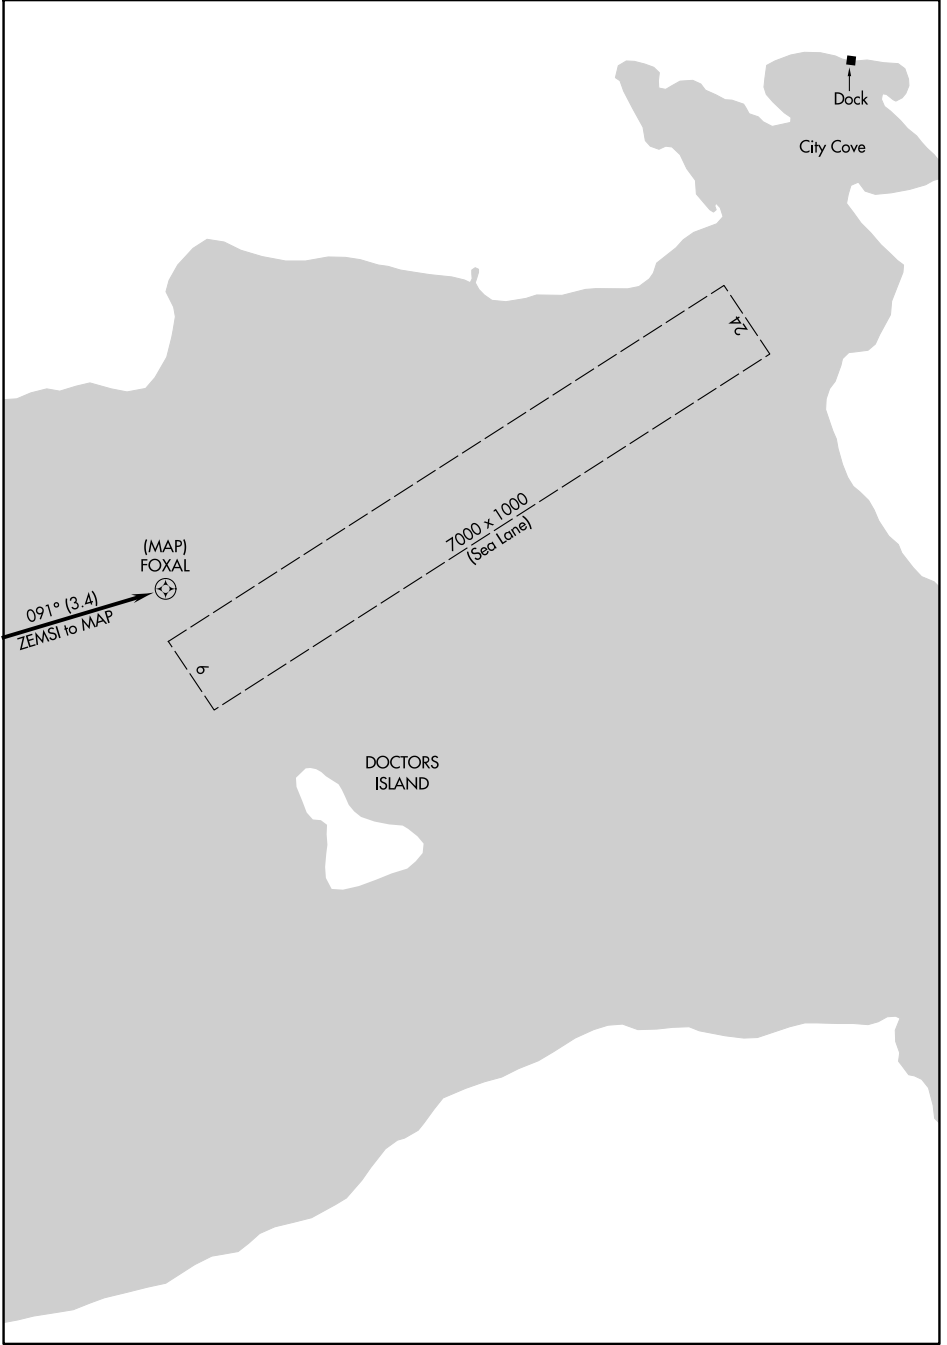 Dock
City Cove
24
7000 x 1000
(Sea Lane)
(MAP)
FOXAL
091° (3.4)
ZEMSI to MAP
6
DOCTORS
ISLAND